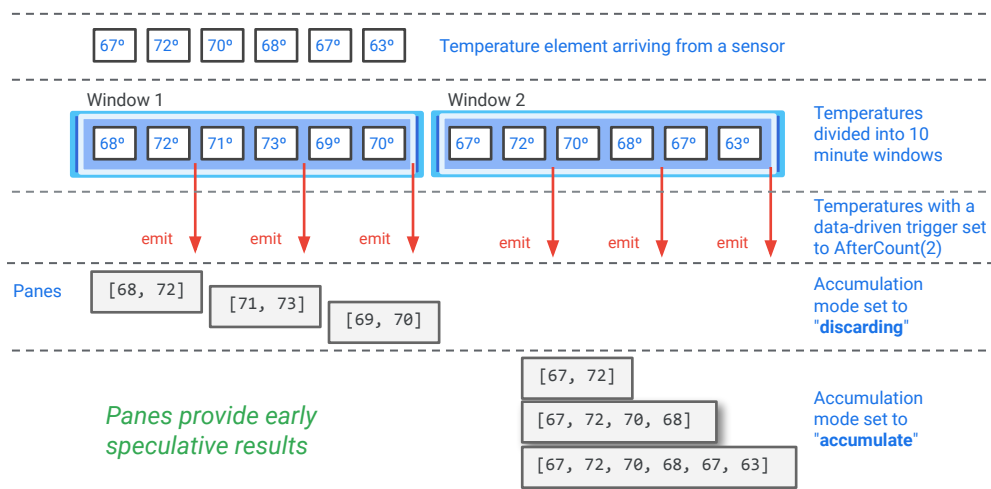 67º 72º 70º 68º 67º 63º
Temperature element arriving from a sensor
Window 1
Window 2
68º 72º 71º 73º 69º 70º
67º 72º 70º 68º 67º 63º
Temperatures
divided into 10
minute windows
emit emit emit emit emit emit
Temperatures with a
data-driven trigger set
to AfterCount(2)
Panes
[68, 72]
[71, 73]
[69, 70]
Accumulation
mode set to
"discarding"
Panes provide early
speculative results
[67, 72]
[67, 72, 70, 68]
[67, 72, 70, 68, 67, 63]
Accumulation
mode set to
"accumulate"